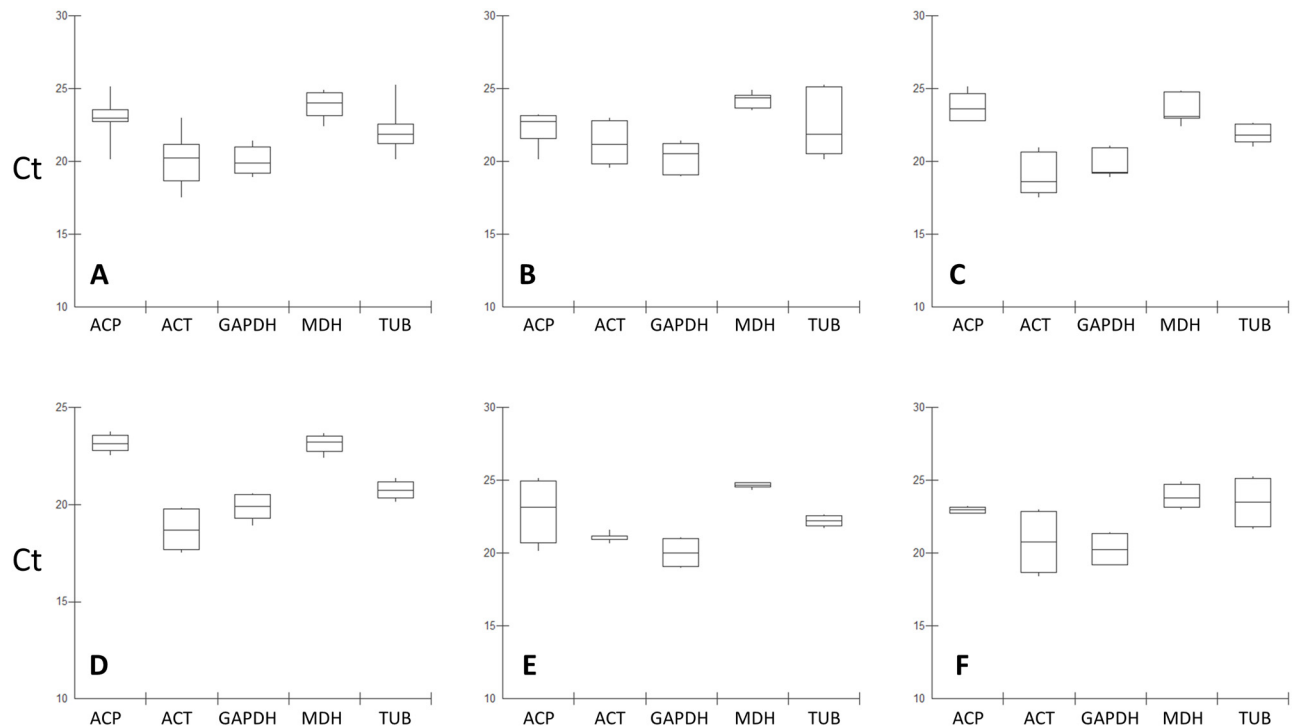 30 30 30
25 25 25
Ct 20 20 20
15 15 15
A B C
10 10 10
ACP ACT GAPDH MDH TUB ACP ACT GAPDH MDH TUB ACP ACT GAPDH MDH TUB
25 30 30
25 25
20
Ct 20 20
15 15 15
D E F
10 10 10
ACP ACT GAPDH MDH TUB ACP ACT GAPDH MDH TUB ACP ACT GAPDH MDH TUB